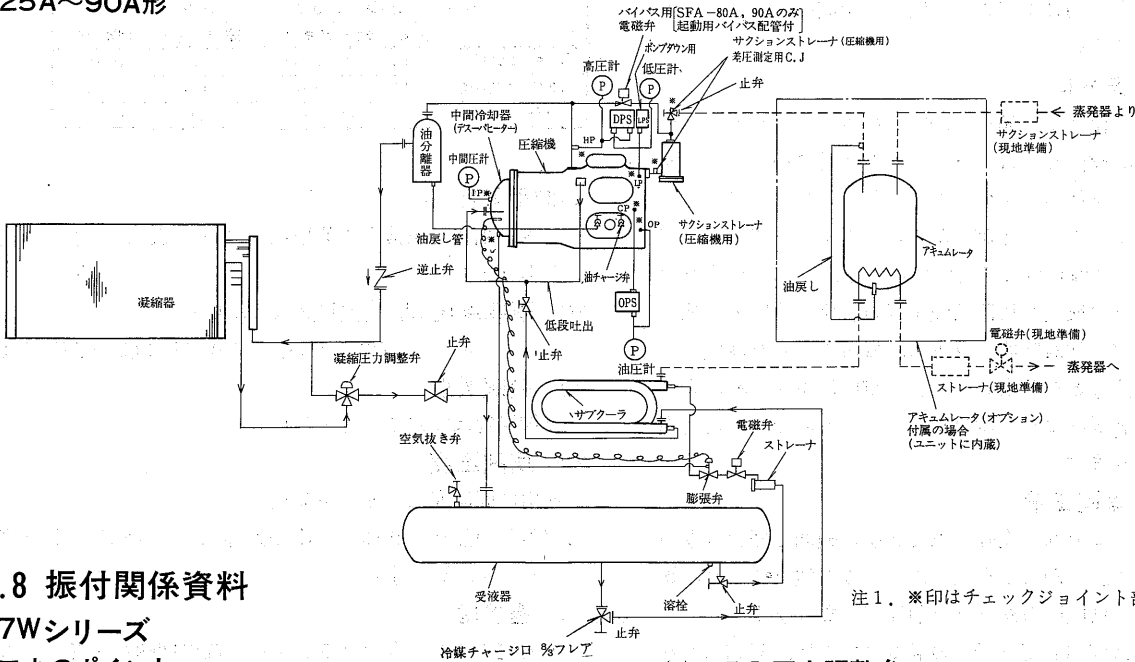 25A～90A形
バイパス用
電磁弁
SFA－80A，90Aのみ
起動用バイパス配管付
ポンプダウン用
サクションストレーナ(圧縮機用)
差圧測定用C.J
高圧計
低圧計
止弁
DPS
LPS
P
P
HP
LP
※
中間冷却器
(デスーパヒーター)
圧縮機
油分離器
中間圧計
P
IP※
CP
OP
油戻し管
油チャージ弁
サクションストレーナ
(圧縮機用)
蒸発器より
サクションストレーナ
(現地準備)
アキュムレータ
油戻し
電磁弁(現地準備)
蒸発器へ
ストレーナ(現地準備)
アキュムレータ(オプション)
付属の場合
(ユニットに内蔵)
凝縮器
逆止弁
低段吐出
止弁
OPS
P
油圧計
凝縮圧力調整弁
止弁
サブクーラ
電磁弁
ストレーナ
空気抜き弁
膨張弁
受液器
溶栓
止弁
止弁
冷媒チャージ口 ⅜フレア
注1．※印はチェックジョイント
.8 振付関係資料
7Wシリーズ